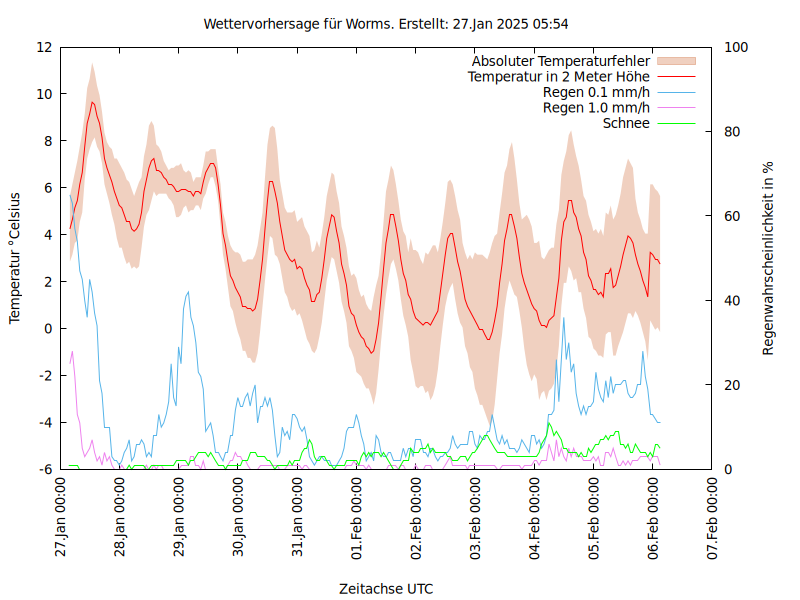 Wettervorhersage für Worms. Erstellt: 27.Jan 2025 05:54
Absoluter Temperaturfehler
Temperatur in 2 Meter Höhe
Regen 0.1 mm/h
Regen 1.0 mm/h
Schnee
Temperatur °Celsius
12
10
8
6
4
2
0
-2
-4
-6
100
80
60
40
20
0
Regenwahrscheinlichkeit in %
27.Jan 00:00
28.Jan 00:00
29.Jan 00:00
30.Jan 00:00
31.Jan 00:00
01.Feb 00:00
02.Feb 00:00
03.Feb 00:00
04.Feb 00:00
05.Feb 00:00
06.Feb 00:00
07.Feb 00:00
Zeitachse UTC